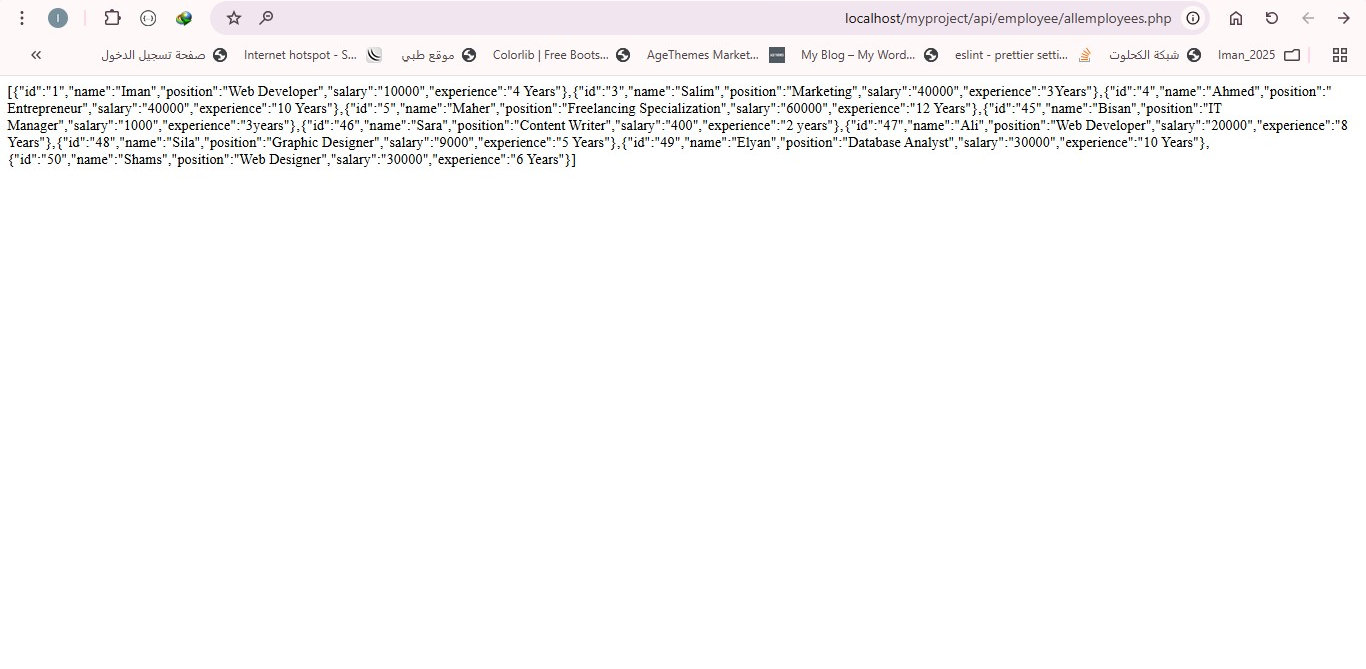 localhost/myproject/api/employee/allemployees.php
I
صفحة تسجيل الدخول
Internet hotspot - S...
موقع طبي
Colorlib | Free Boots...
AgeThemes Market...
My Blog – My Word...
eslint - prettier setti...
شبكة الكحلوت
Iman_2025
[{"id":"1","name":"Iman","position":"Web Developer","salary":"10000","experience":"4 Years"},{"id":"3","name":"Salim","position":"Marketing ","salary":"40000","experience":"3Years"},{"id":"4","name":"Ahmed","position":"
Entrepreneur","salary":"40000","experience":"10 Years"},{"id":"5","name":"Maher","position":"Freelancing Specialization","salary":"60000","experience":"12 Years"},{"id":"45","name":"Bisan","position":"IT
Manager","salary":"1000","experience":"3years"},{"id":"46","name":"Sara","position":"Content Writer","salary":"400","experience":"2 years"},{"id":"47","name":"Ali","position":"Web Developer","salary":"20000","experience":"8
Years"},{"id":"48","name":"Sila","position":"Graphic Designer","salary":"9000","experience":"5 Years"},{"id":"49","name":"Elyan","position":"Database Analyst","salary":"30000","experience":"10 Years"},
{"id":"50","name":"Shams","position":"Web Designer","salary":"30000","experience":"6 Years"}]